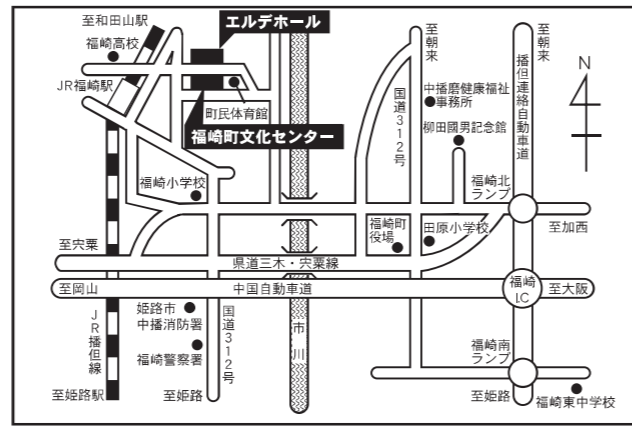 エルデホール
至和田山駅
福崎高校
JR福崎駅
町民体育館
福崎町文化センター
福崎小学校
至朝来
国道312号
中播磨健康福祉
事務所
柳田國男記念館
至朝来
播但連絡自動車道
N
福崎北
ランプ
至加西
福崎町
役場
田原小学校
至宍粟
県道三木・宍粟線
至岡山
中国自動車道
福崎
I.C
至大阪
JR播但線
姫路市
中播消防署
福崎警察署
国道312号
市川
福崎南
ランプ
至姫路駅
至姫路
至姫路
福崎東中学校